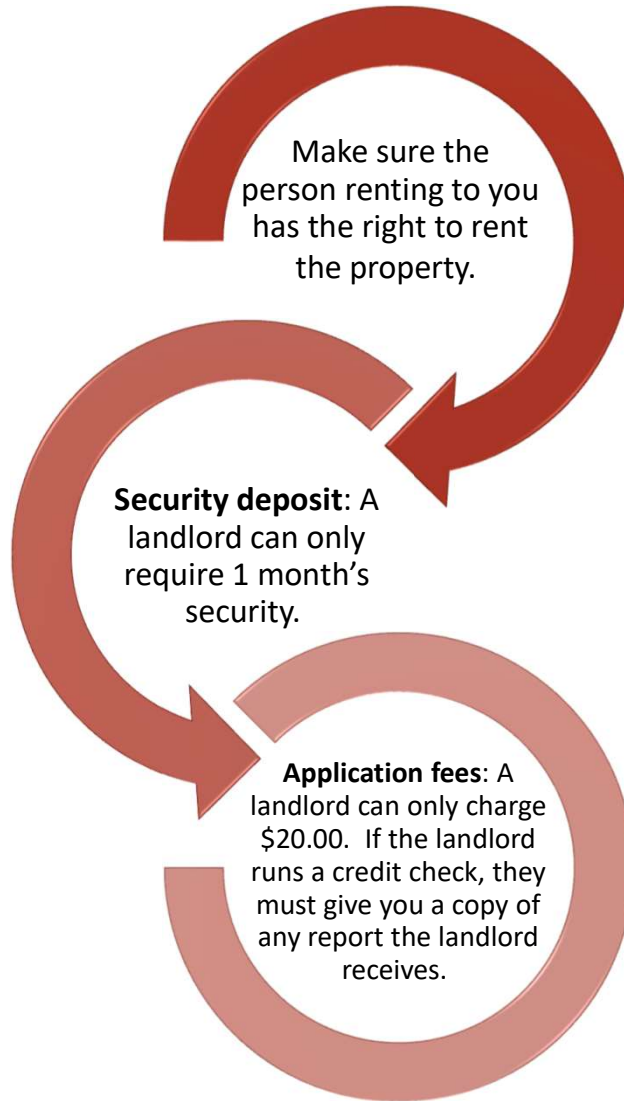 Make sure the
person renting to you
has the right to rent
the property.
Security deposit: A
landlord can only
require 1 month’s
security.
Application fees: A
landlord can only charge
$20.00.  If the landlord
runs a credit check, they
must give you a copy of
any report the landlord
receives.